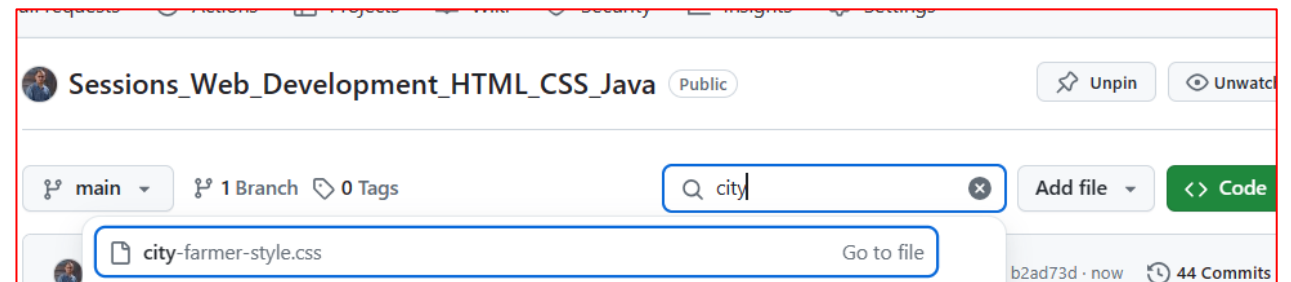 Sessions_Web_Development_HTML_CSS_Java Public Unpin
main 1 Branch 0 Tags city Add file <> Code
city-farmer-style.css Go to file
b2ad73d · now 44 Commits